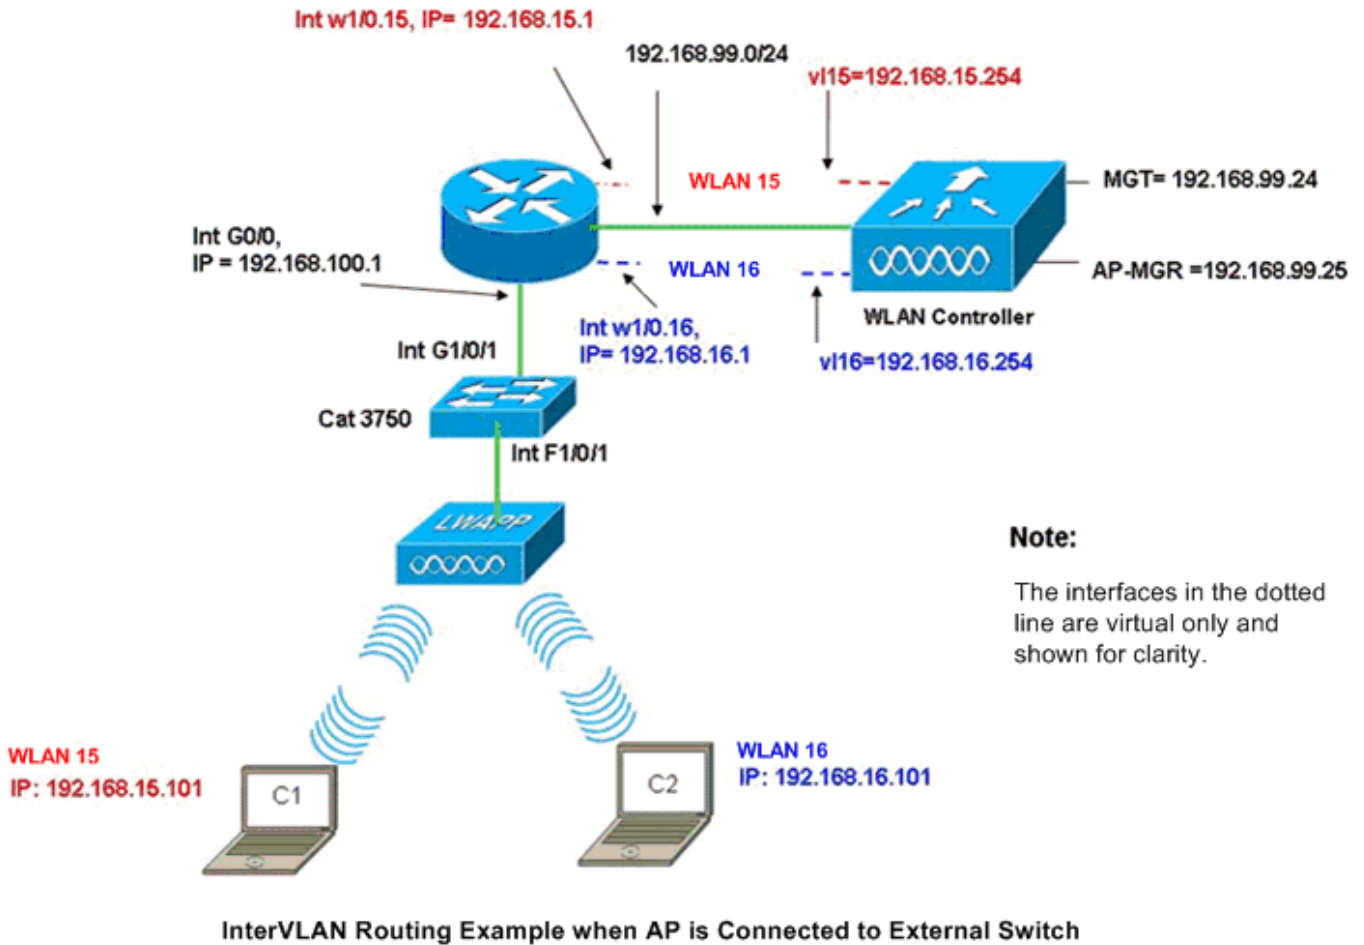 Int w1/0.15, IP= 192.168.15.1
192.168.99.0/24
vl15=192.168.15.254
WLAN 15
MGT= 192.168.99.24
Int G0/0,
IP = 192.168.100.1
WLAN 16
AP-MGR =192.168.99.25
WLAN Controller
Int w1/0.16,
IP= 192.168.16.1
vl16=192.168.16.254
Int G1/0/1
Cat 3750
Int F1/0/1
LWAPP
Note:
The interfaces in the dotted
line are virtual only and
shown for clarity.
WLAN 15
IP: 192.168.15.101
C1
WLAN 16
IP: 192.168.16.101
C2
InterVLAN Routing Example when AP is Connected to External Switch